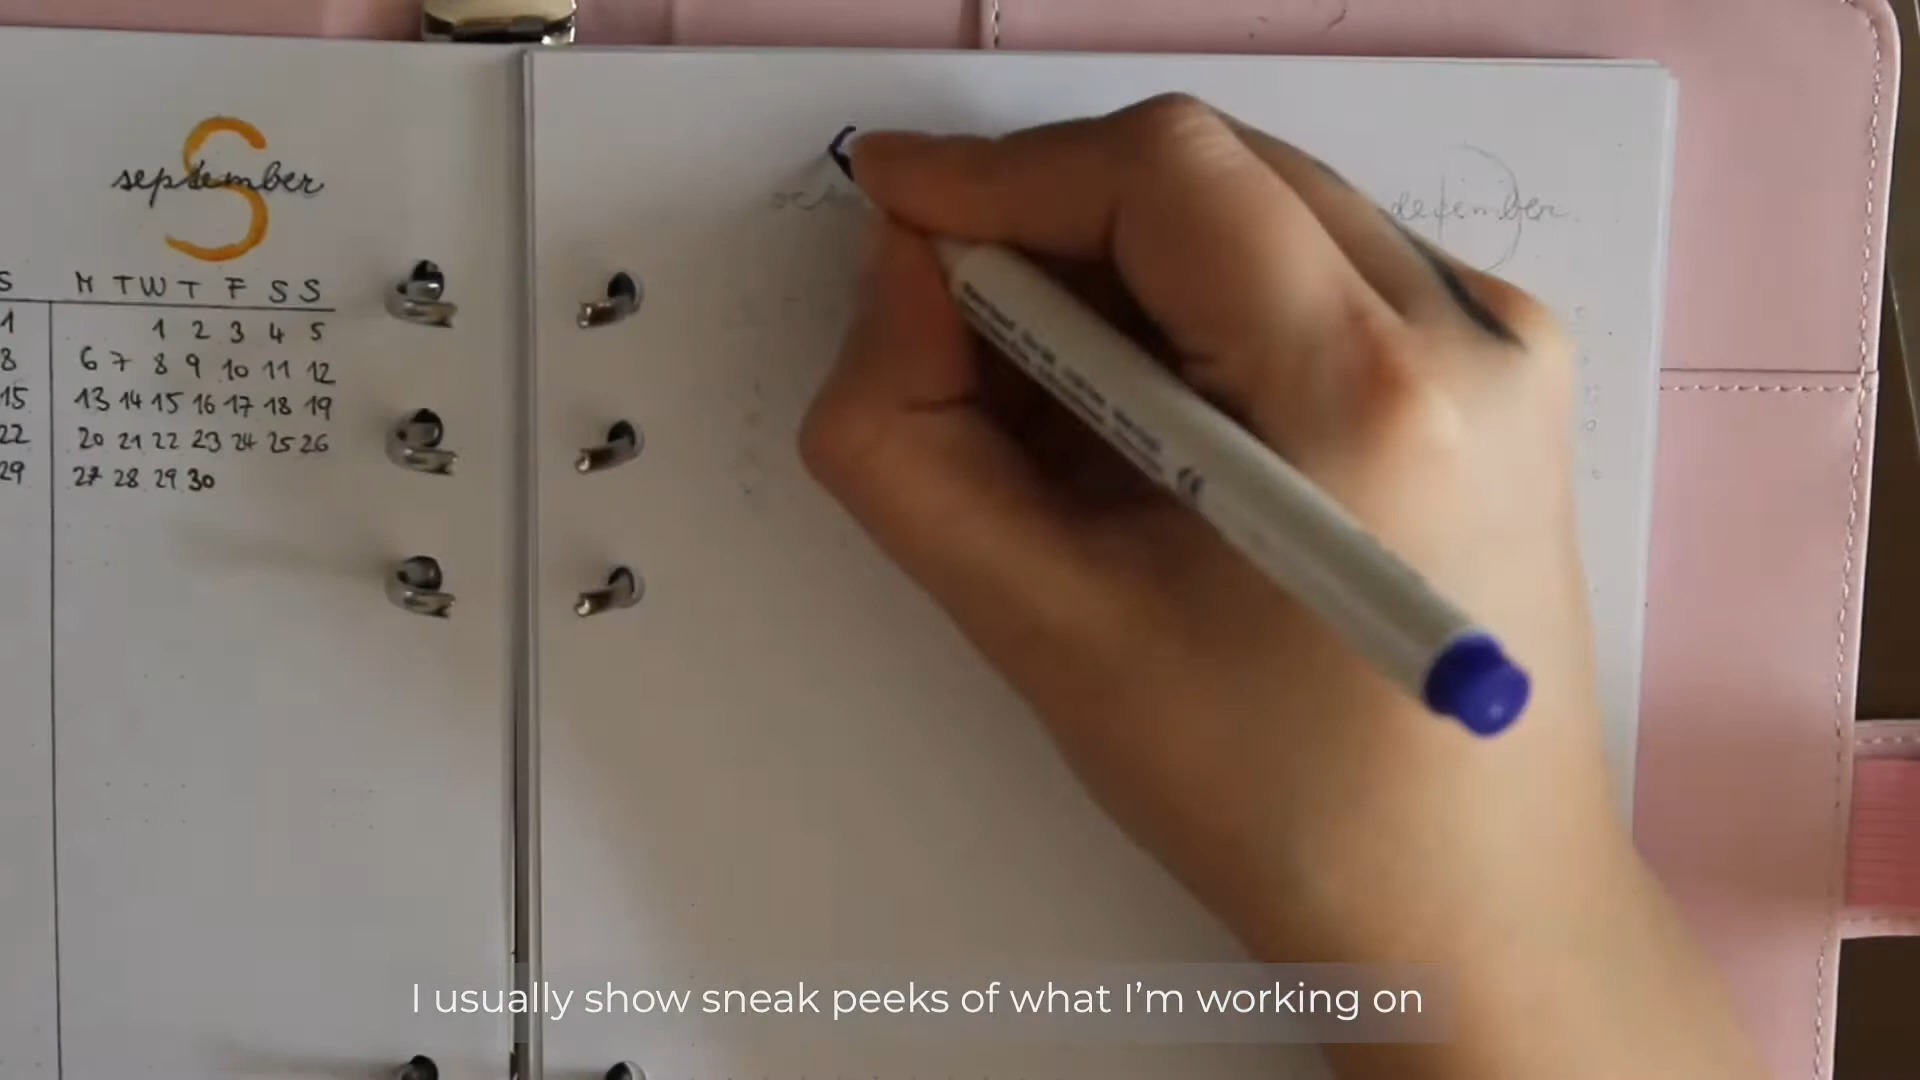 S
september
S M T W T F S S
1 1 2 3 4 5
8 6 7 8 9 10 11 12
15 13 14 15 16 17 18 19
22 20 21 22 23 24 25 26
29 27 28 29 30
december
I usually show sneak peeks of what I'm working on